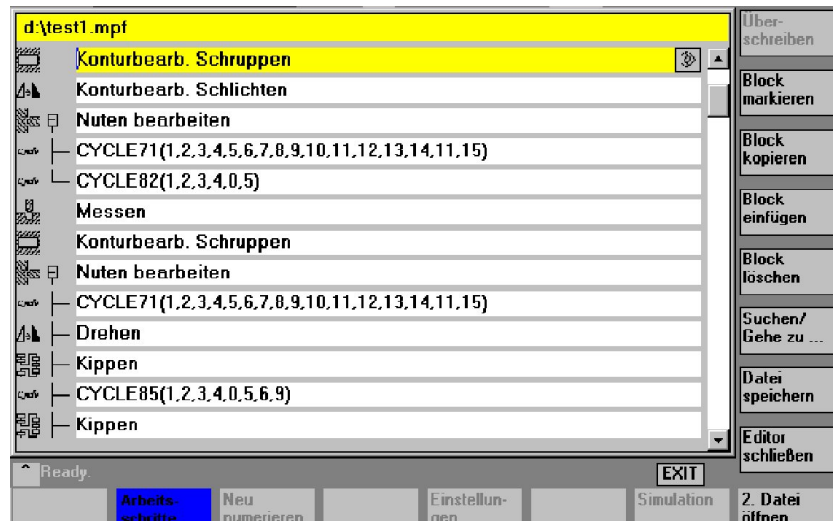 d:\test1.mpf
Konturbearb. Schruppen
Konturbearb. Schlichten
Nuten bearbeiten
CYCLE71(1,2,3,4,5,6,7,8,9,10,11,12,13,14,11,15)
CYCLE82(1,2,3,4,0,5)
Messen
Konturbearb. Schruppen
Nuten bearbeiten
CYCLE71(1,2,3,4,5,6,7,8,9,10,11,12,13,14,11,15)
Drehen
Kippen
CYCLE85(1,2,3,4,0,5,6,9)
Kippen
Über-
schreiben
Block
markieren
Block
kopieren
Block
einfügen
Block
löschen
Suchen/
Gehe zu ...
Datei
speichern
Editor
schließen
^ Ready.
EXIT
Arbeits-
schritte
Neu
numerieren
Einstellun-
gen
Simulation
2. Datei
öffnen